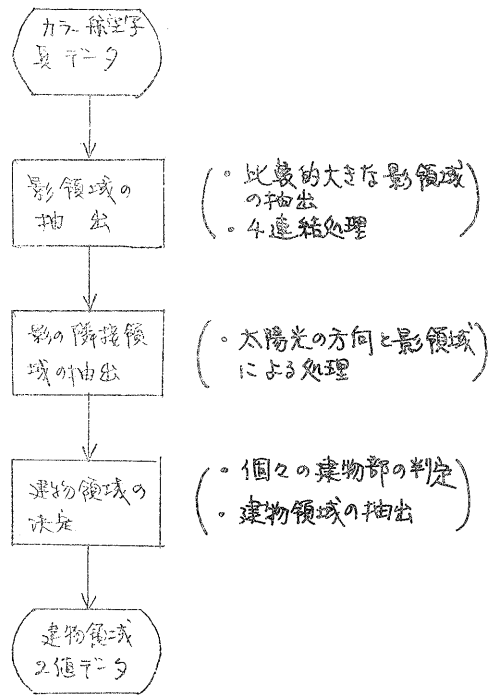 カラー航空写
真データ
影領域の
抽出
・比較的大きな影領域
の抽出
・4連結処理
影の隣接領
域の抽出
・太陽光の方向と影領域
による処理
建物領域の
決定
・個々の建物部の判定
・建物領域の抽出
建物領域
2値データ